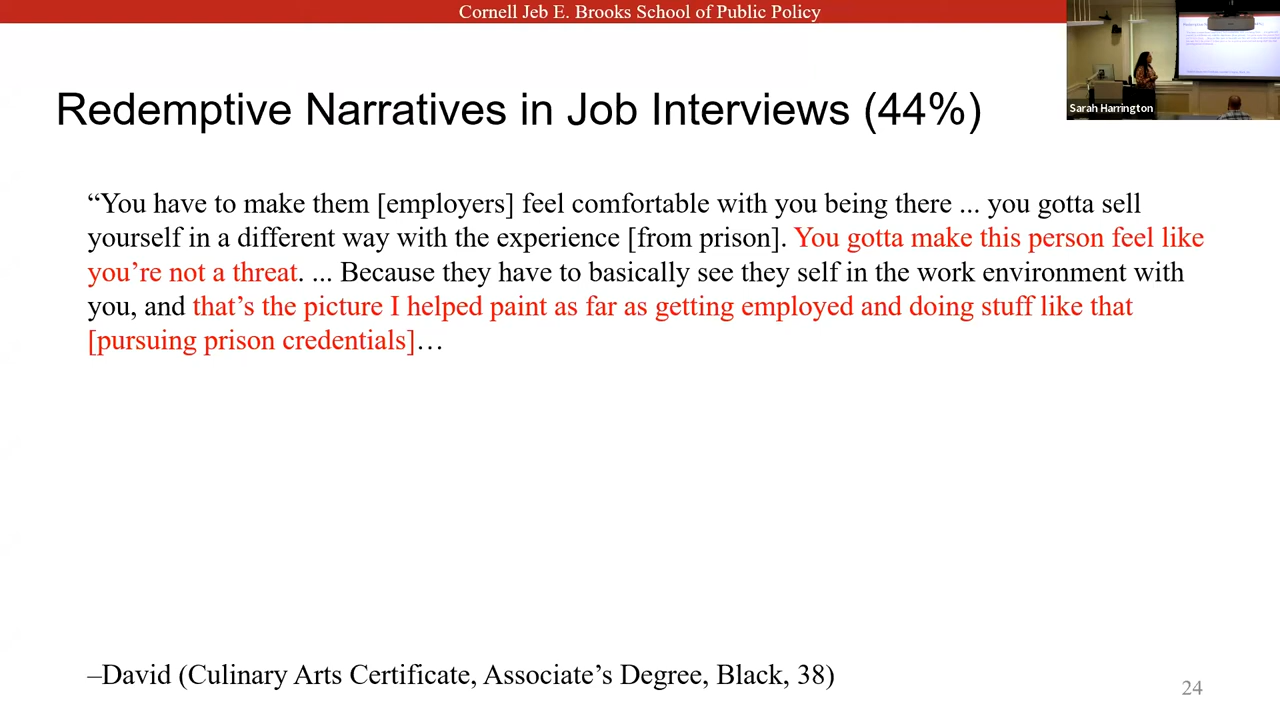 Cornell Jeb E. Brooks School of Public Policy
Sarah Harrington
Redemptive Narratives in Job Interviews (44%)
“You have to make them [employers] feel comfortable with you being there ... you gotta sell
yourself in a different way with the experience [from prison]. You gotta make this person feel like
you’re not a threat. ... Because they have to basically see they self in the work environment with
you, and that’s the picture I helped paint as far as getting employed and doing stuff like that
[pursuing prison credentials]…
–David (Culinary Arts Certificate, Associate’s Degree, Black, 38)
24